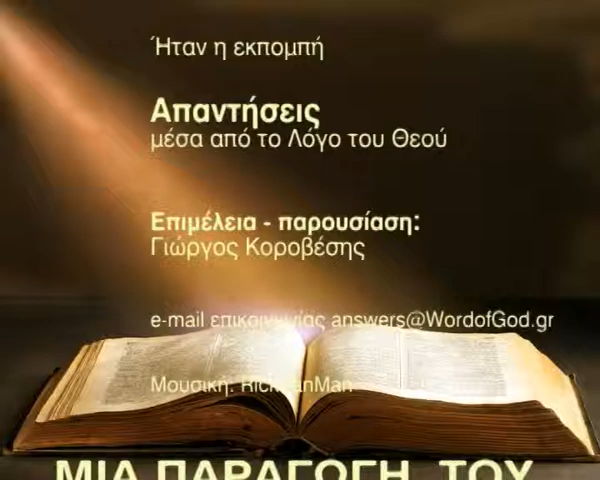 Ήταν η εκπομπή
Απαντήσεις
μέσα από το Λόγο του Θεού
Επιμέλεια - παρουσίαση:
Γιώργος Κοροβέσης
e-mail επικοινωνίας answers@WordofGod.gr
Μουσική:
ΜΙΑ ΠΑΡΑΓΩΓΗ ΤΟΥ